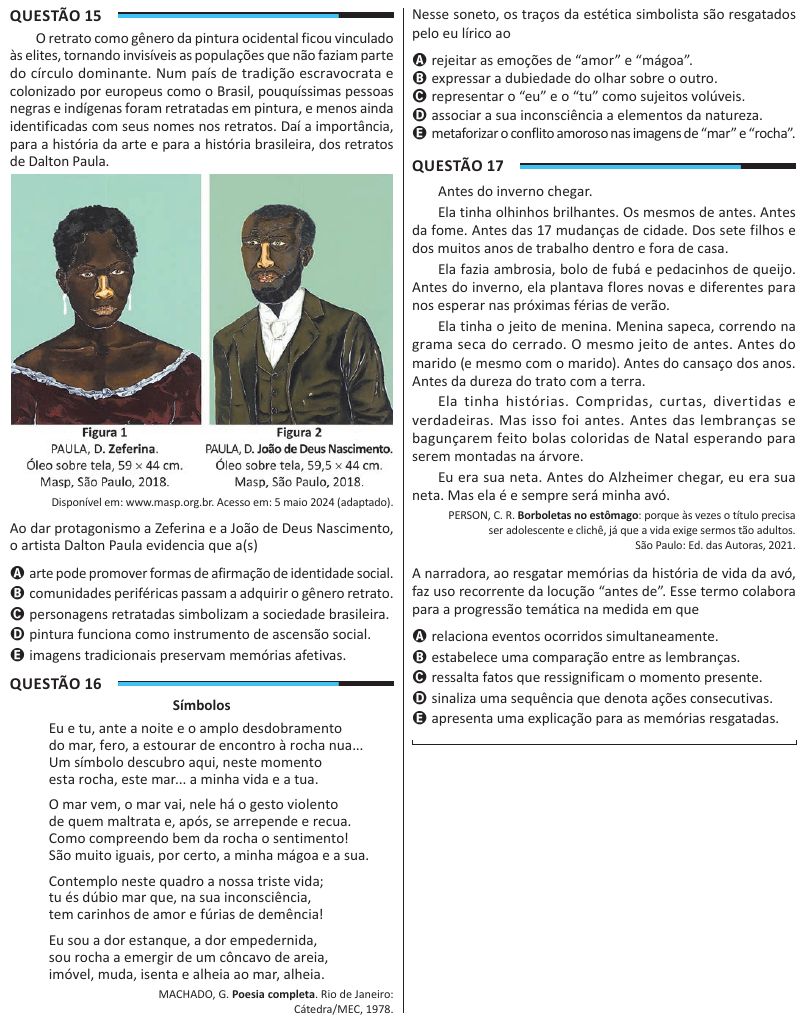 QUESTÃO 15
O retrato como gênero da pintura ocidental ficou vinculado
às elites, tornando invisíveis as populações que não faziam parte
do círculo dominante. Num país de tradição escravocrata e
colonizado por europeus como o Brasil, pouquíssimas pessoas
negras e indígenas foram retratadas em pintura, e menos ainda
identificadas com seus nomes nos retratos. Daí a importância,
para a história da arte e para a história brasileira, dos retratos
de Dalton Paula.
Figura 1
PAULA, D. Zeferina.
Óleo sobre tela, 59 × 44 cm.
Masp, São Paulo, 2018.
Figura 2
PAULA, D. João de Deus Nascimento.
Óleo sobre tela, 59,5 × 44 cm.
Masp, São Paulo, 2018.
Disponível em: www.masp.org.br. Acesso em: 5 maio 2024 (adaptado).
Ao dar protagonismo a Zeferina e a João de Deus Nascimento,
o artista Dalton Paula evidencia que a(s)
A arte pode promover formas de afirmação de identidade social.
B comunidades periféricas passam a adquirir o gênero retrato.
C personagens retratadas simbolizam a sociedade brasileira.
D pintura funciona como instrumento de ascensão social.
E imagens tradicionais preservam memórias afetivas.
QUESTÃO 16
Símbolos
Eu e tu, ante a noite e o amplo desdobramento
do mar, fero, a estourar de encontro à rocha nua...
Um símbolo descubro aqui, neste momento
esta rocha, este mar... a minha vida e a tua.
O mar vem, o mar vai, nele há o gesto violento
de quem maltrata e, após, se arrepende e recua.
Como compreendo bem da rocha o sentimento!
São muito iguais, por certo, a minha mágoa e a sua.
Contemplo neste quadro a nossa triste vida;
tu és dúbio mar que, na sua inconsciência,
tem carinhos de amor e fúrias de demência!
Eu sou a dor estanque, a dor empedernida,
sou rocha a emergir de um côncavo de areia,
imóvel, muda, isenta e alheia ao mar, alheia.
MACHADO, G. Poesia completa. Rio de Janeiro:
Cátedra/MEC, 1978.
Nesse soneto, os traços da estética simbolista são resgatados
pelo eu lírico ao
A rejeitar as emoções de “amor” e “mágoa”.
B expressar a dubiedade do olhar sobre o outro.
C representar o “eu” e o “tu” como sujeitos volúveis.
D associar a sua inconsciência a elementos da natureza.
E metaforizar o conflito amoroso nas imagens de “mar” e “rocha”.
QUESTÃO 17
Antes do inverno chegar.
Ela tinha olhinhos brilhantes. Os mesmos de antes. Antes
da fome. Antes das 17 mudanças de cidade. Dos sete filhos e
dos muitos anos de trabalho dentro e fora de casa.
Ela fazia ambrosia, bolo de fubá e pedacinhos de queijo.
Antes do inverno, ela plantava flores novas e diferentes para
nos esperar nas próximas férias de verão.
Ela tinha o jeito de menina. Menina sapeca, correndo na
grama seca do cerrado. O mesmo jeito de antes. Antes do
marido (e mesmo com o marido). Antes do cansaço dos anos.
Antes da dureza do trato com a terra.
Ela tinha histórias. Compridas, curtas, divertidas e
verdadeiras. Mas isso foi antes. Antes das lembranças se
bagunçarem feito bolas coloridas de Natal esperando para
serem montadas na árvore.
Eu era sua neta. Antes do Alzheimer chegar, eu era sua
neta. Mas ela é e sempre será minha avó.
PERSON, C. R. Borboletas no estômago: porque às vezes o título precisa
ser adolescente e clichê, já que a vida exige sermos tão adultos.
São Paulo: Ed. das Autoras, 2021.
A narradora, ao resgatar memórias da história de vida da avó,
faz uso recorrente da locução “antes de”. Esse termo colabora
para a progressão temática na medida em que
A relaciona eventos ocorridos simultaneamente.
B estabelece uma comparação entre as lembranças.
C ressalta fatos que ressignificam o momento presente.
D sinaliza uma sequência que denota ações consecutivas.
E apresenta uma explicação para as memórias resgatadas.